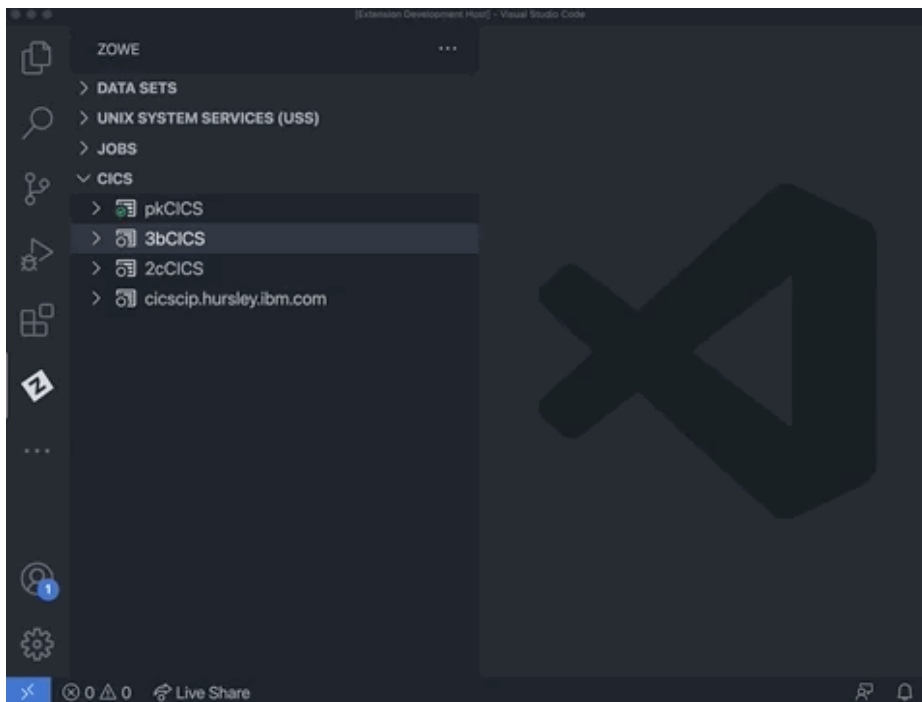 [Extension Development Host] - Visual Studio Code
ZOWE
DATA SETS
UNIX SYSTEM SERVICES (USS)
JOBS
CICS
pkCICS
3bCICS
2cCICS
cicscip.hursley.ibm.com
1
0 0 Live Share